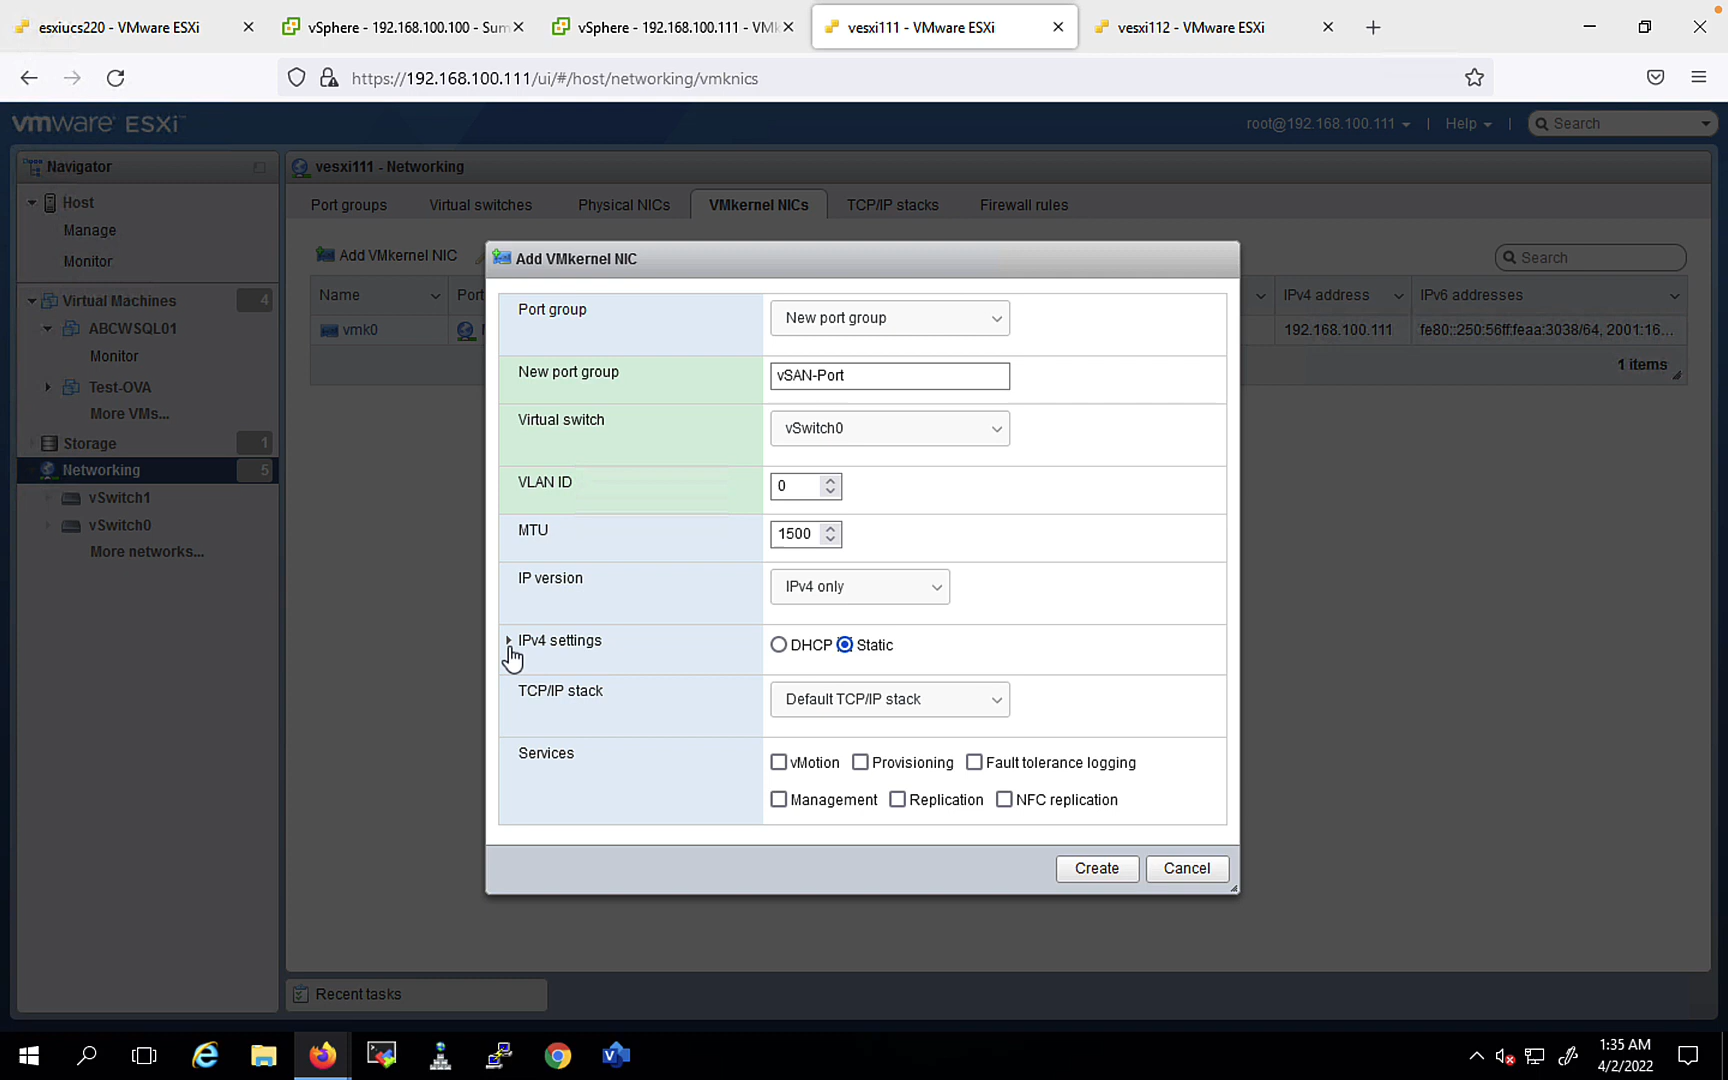 esxiucs220 - VMware ESXi
vSphere - 192.168.100.100 - Sum
vSphere - 192.168.100.111 - VMk
vesxi111 - VMware ESXi
vesxi112 - VMware ESXi
https://192.168.100.111/ui/#/host/networking/vmknics
vmware ESXi
root@192.168.100.111
|
Help
|
Search
Navigator
Host
Manage
Monitor
Virtual Machines 4
ABCWSQL01
Monitor
Test-OVA
More VMs...
Storage 1
Networking 5
vSwitch1
vSwitch0
More networks...
vesxi111 - Networking
Port groups Virtual switches Physical NICs VMkernel NICs TCP/IP stacks Firewall rules
Add VMkernel NIC
Search
Name Port IPv4 address IPv6 addresses
vmk0 192.168.100.111 fe80::250:56ff:feaa:3038/64, 2001:16...
1 items
Add VMkernel NIC
Port group New port group
New port group vSAN-Port
Virtual switch vSwitch0
VLAN ID 0
MTU 1500
IP version IPv4 only
IPv4 settings DHCP Static
TCP/IP stack Default TCP/IP stack
Services
vMotion Provisioning Fault tolerance logging
Management Replication NFC replication
Create Cancel
Recent tasks
1:35 AM
4/2/2022